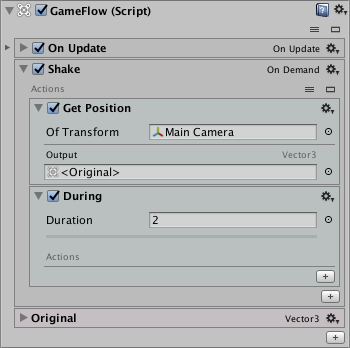 GameFlow (Script)
On Update On Update
Shake On Demand
Actions
Get Position
Of Transform Main Camera
Output Vector3
<Original>
During
Duration 2
Actions
Original Vector3